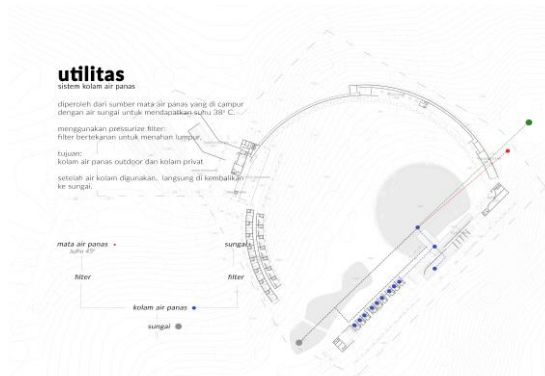 utilitas
sistem kolam air panas
diperoleh dari sumber mata air panas yang di campur
dengan air sungai untuk mendapatkan suhu 38° C.
menggunakan pressurize filter:
filter bertekanan untuk menahan lumpur.
tujuan:
kolam air panas outdoor dan kolam privat
setelah air kolam digunakan, langsung di kembalikan
ke sungai.
mata air panas
suhu 45°
sungai
filter
filter
kolam air panas
sungai